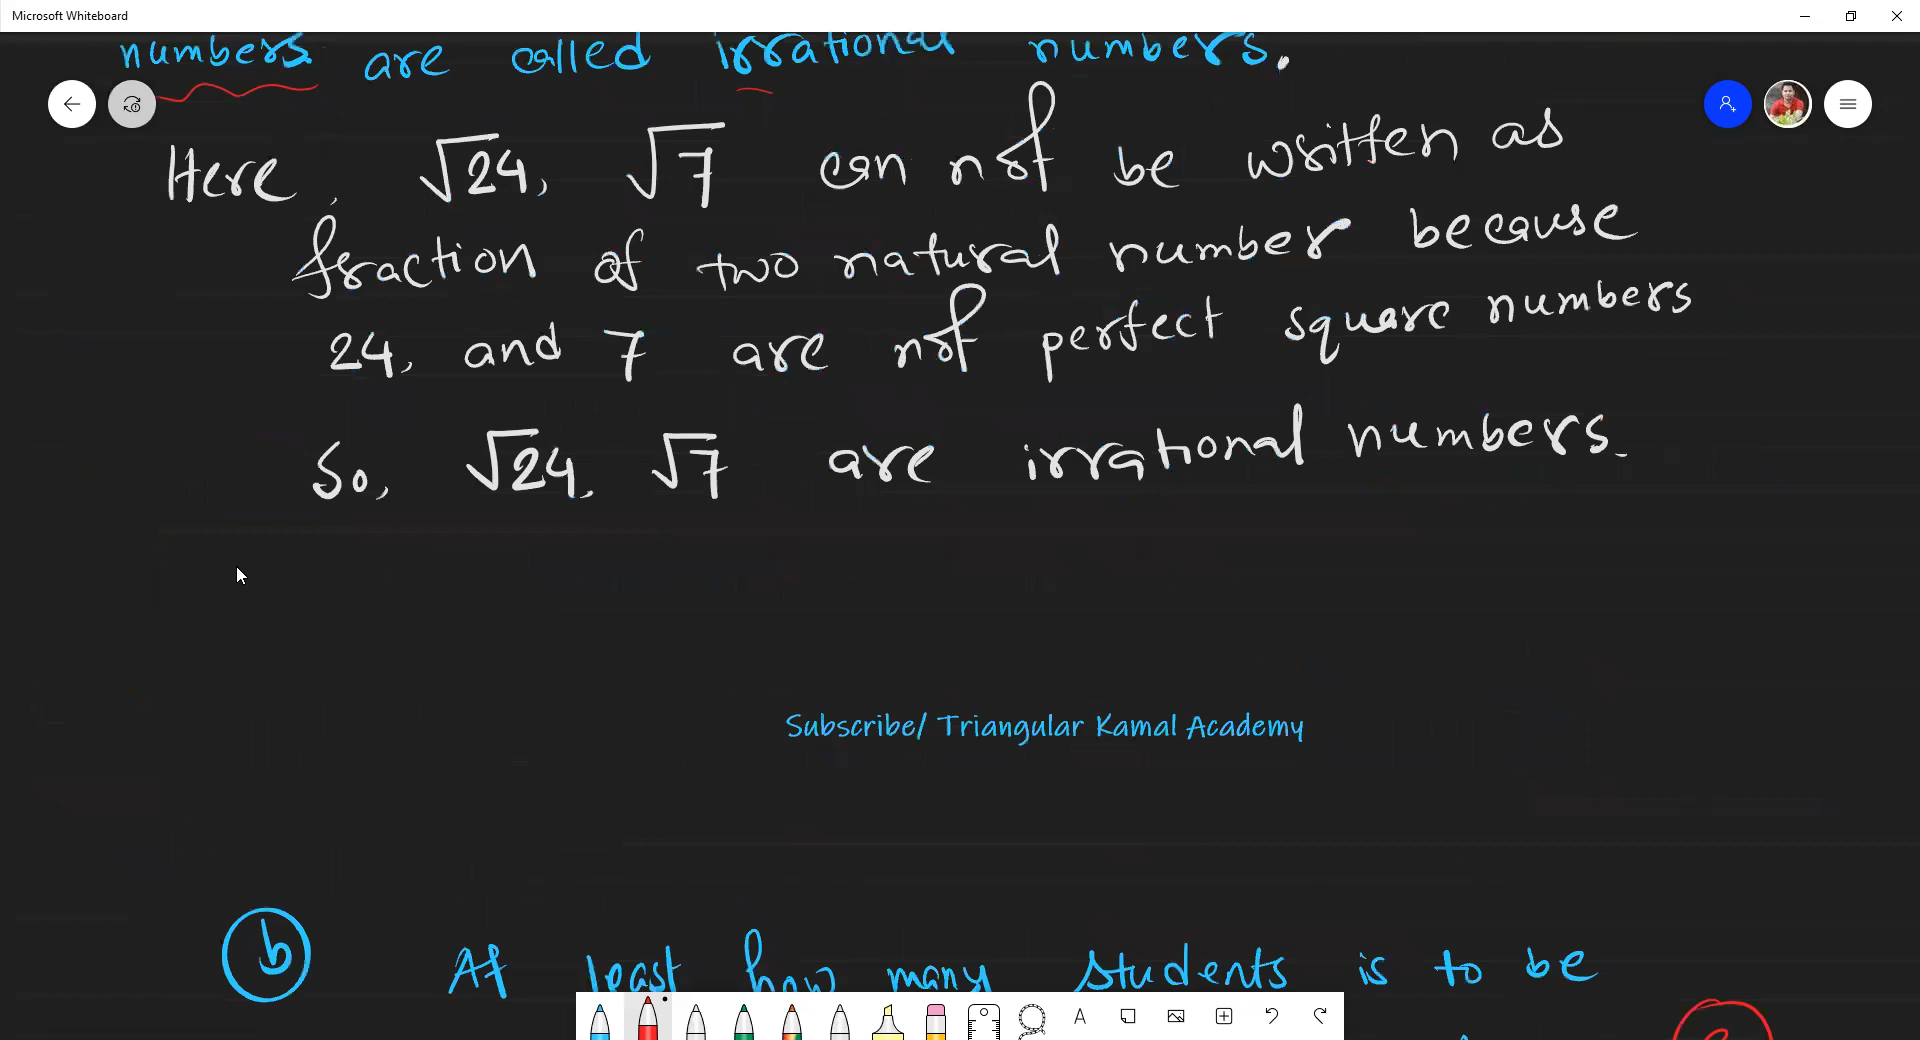 Microsoft Whiteboard
numbers are called irrational numbers.
Here, √24, √7 can not be written as
fraction of two natural number because
24, and 7 are not perfect square numbers
So, √24, √7 are irrational numbers.
Subscribe/ Triangular Kamal Academy
b At least how many students is to be